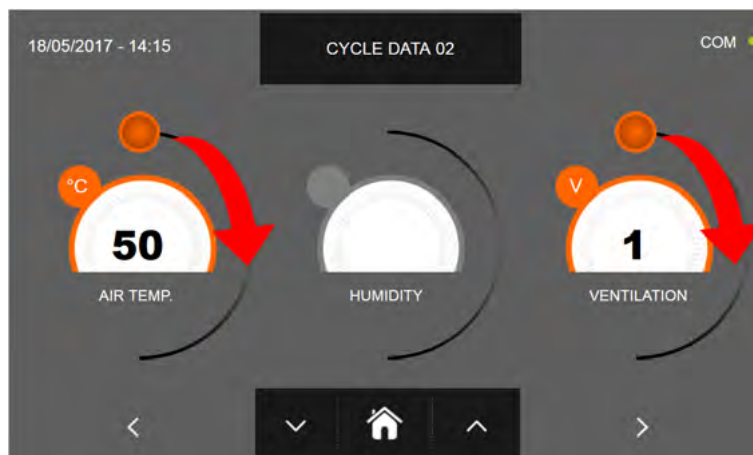 18/05/2017 - 14:15
CYCLE DATA 02
COM
°C
V
50
1
AIR TEMP.
HUMIDITY
VENTILATION